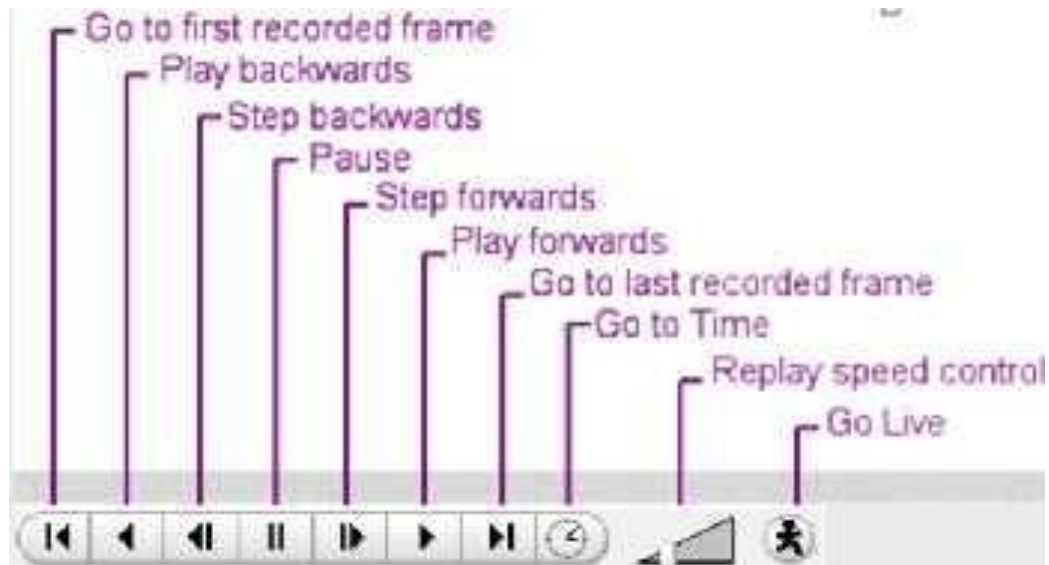 Go to first recorded frame
Play backwards
Step backwards
Pause
Step forwards
Play forwards
Go to last recorded frame
Go to Time
Replay speed control
Go Live